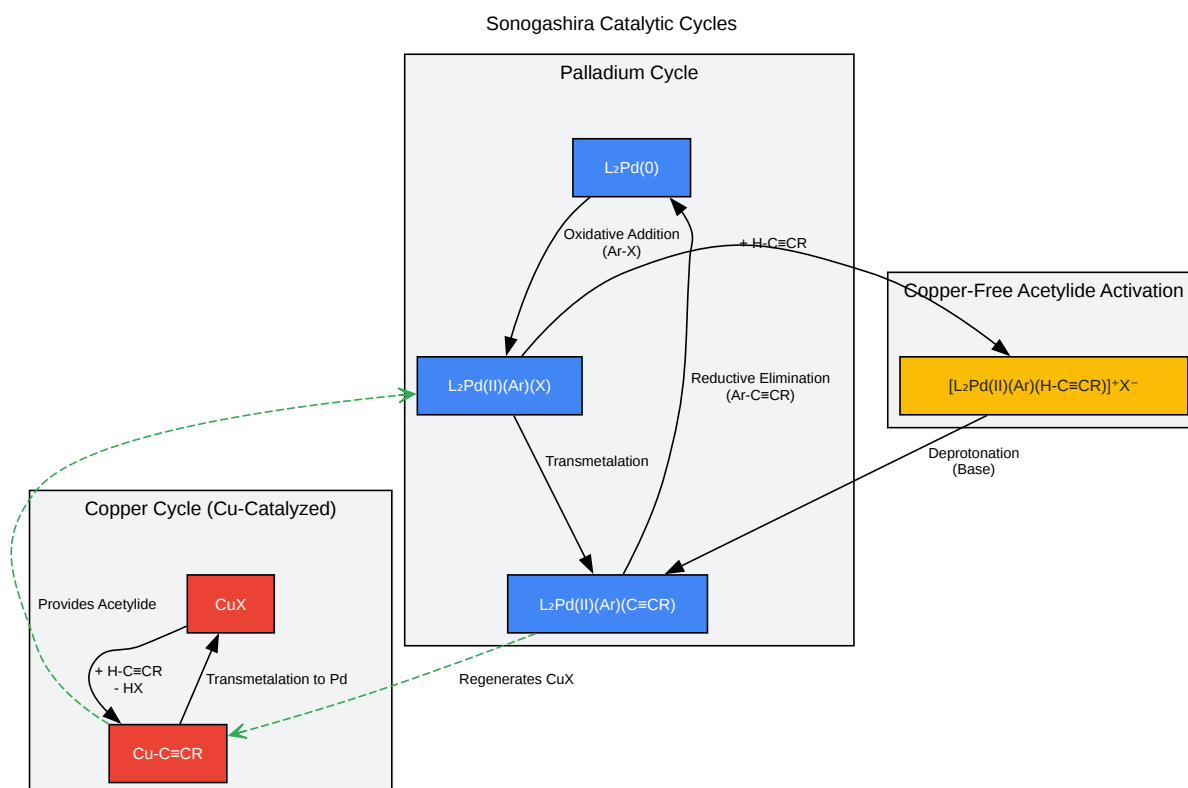 Sonogashira Catalytic Cycles
Palladium Cycle
L₂Pd(0)
Oxidative Addition
(Ar-X)
+ H-C≡CR
Copper-Free Acetylide Activation
L₂Pd(II)(Ar)(X)
Reductive Elimination
(Ar-C≡CR)
[L₂Pd(II)(Ar)(H-C≡CR)]⁺X⁻
Transmetalation
Deprotonation
(Base)
Copper Cycle (Cu-Catalyzed)
CuX
Provides Acetylide
L₂Pd(II)(Ar)(C≡CR)
+ H-C≡CR
- HX
Transmetalation to Pd
Regenerates CuX
Cu-C≡CR